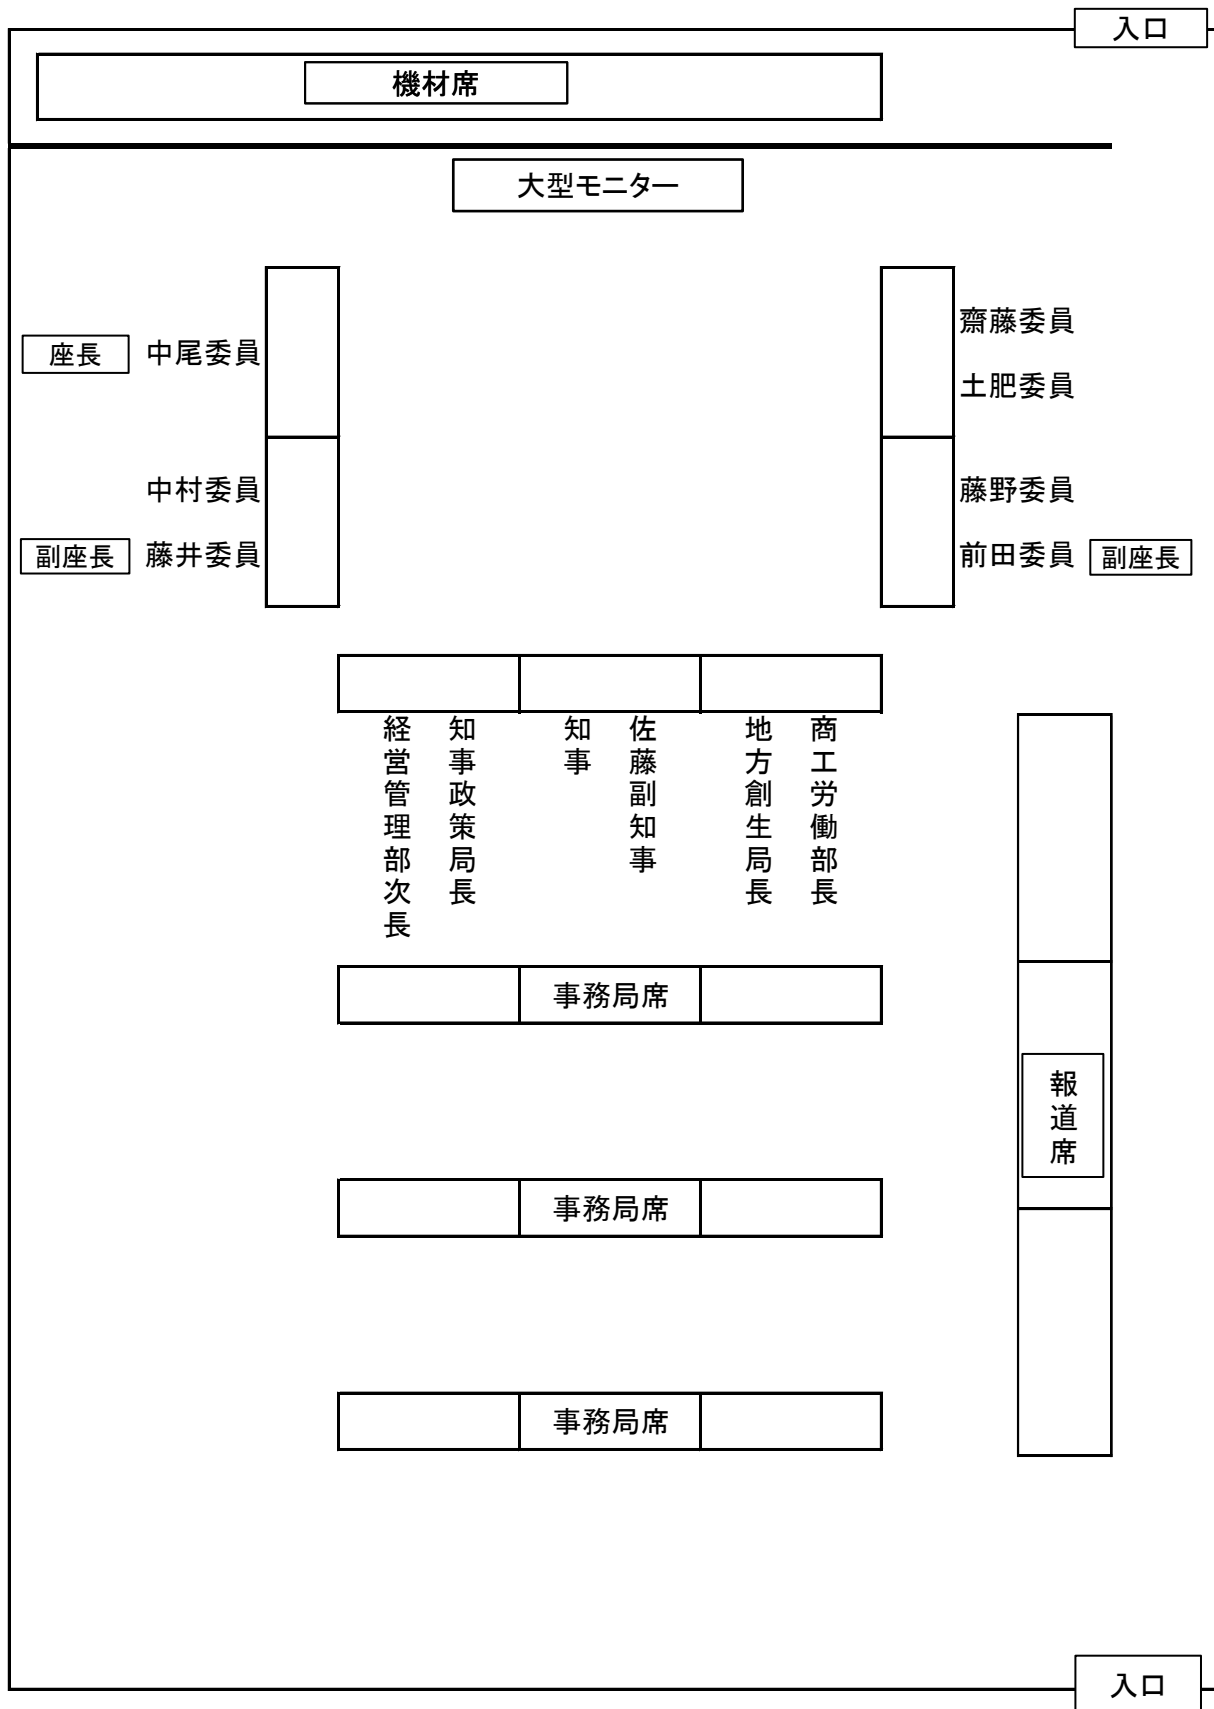 入口
機材席
大型モニター
座長 中尾委員
中村委員
副座長 藤井委員
齋藤委員
土肥委員
藤野委員
前田委員 副座長
経営管理部次長
知事政策局長
知事
佐藤副知事
地方創生局長
商工労働部長
事務局席
事務局席
事務局席
報道席
入口